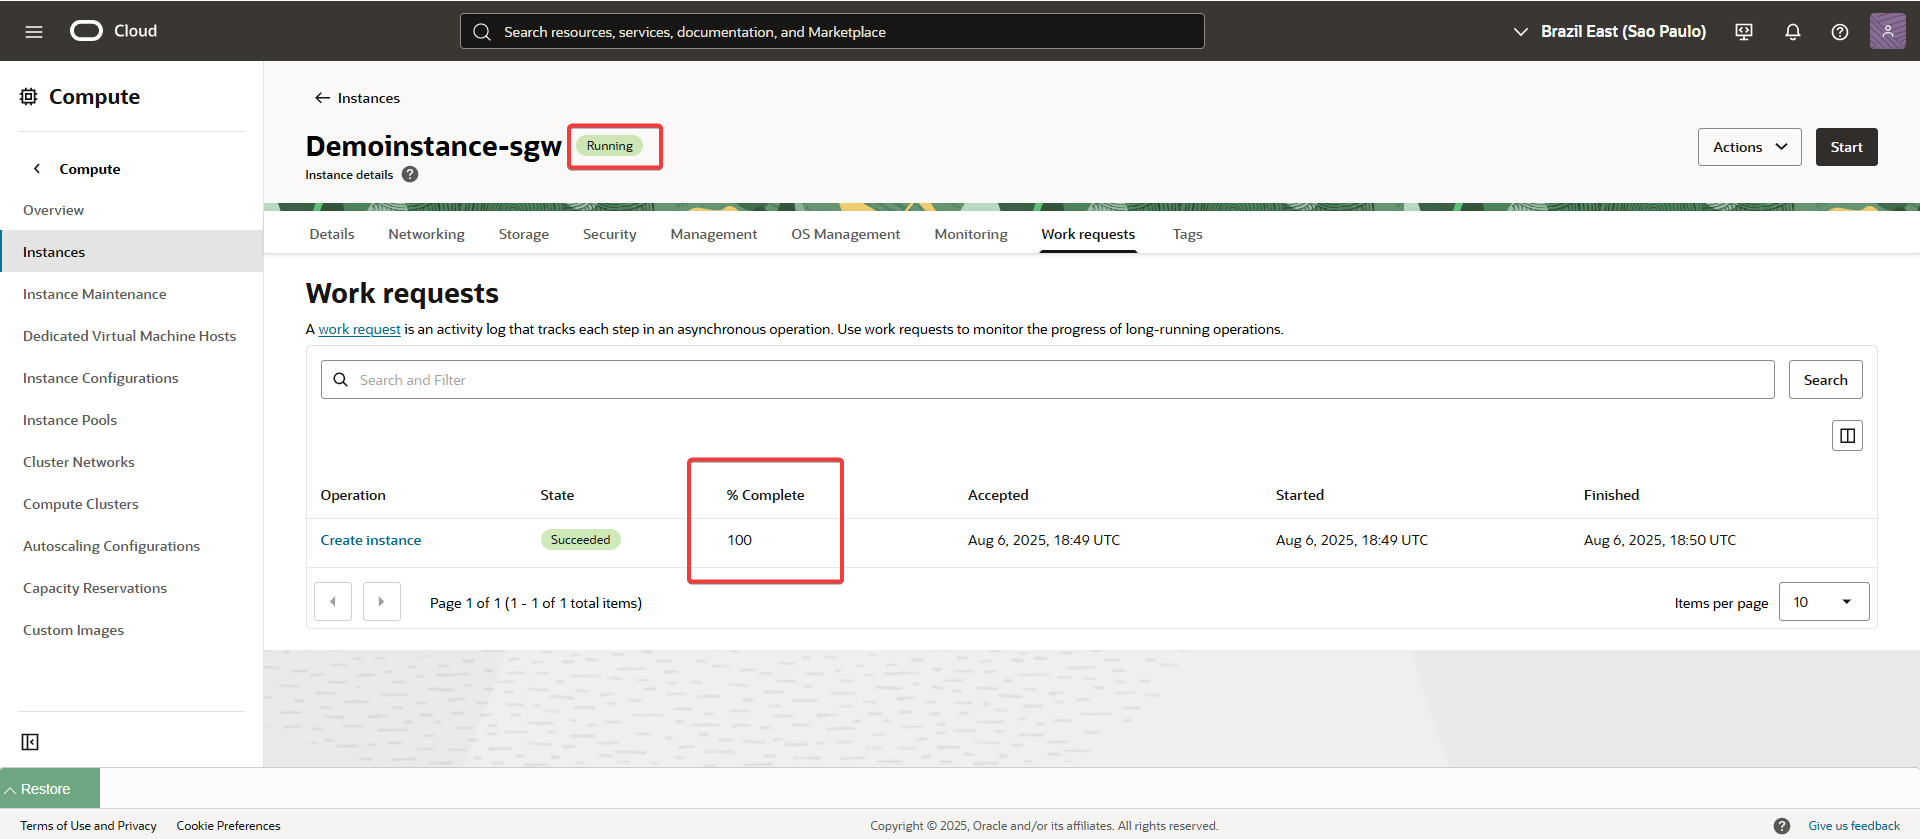 Cloud
Search resources, services, documentation, and Marketplace
Brazil East (Sao Paulo)
Compute
Compute
Overview
Instances
Instance Maintenance
Dedicated Virtual Machine Hosts
Instance Configurations
Instance Pools
Cluster Networks
Compute Clusters
Autoscaling Configurations
Capacity Reservations
Custom Images
Instances
Demoinstance-sgw Running
Instance details ?
Actions Start
Details Networking Storage Security Management OS Management Monitoring Work requests Tags
Work requests
A work request is an activity log that tracks each step in an asynchronous operation. Use work requests to monitor the progress of long-running operations.
Search and Filter Search
Operation State % Complete Accepted Started Finished
Create instance Succeeded 100 Aug 6, 2025, 18:49 UTC Aug 6, 2025, 18:49 UTC Aug 6, 2025, 18:50 UTC
Page 1 of 1 (1 - 1 of 1 total items) Items per page 10
Restore
Terms of Use and Privacy Cookie Preferences Copyright © 2025, Oracle and/or its affiliates. All rights reserved. ? Give us feedback